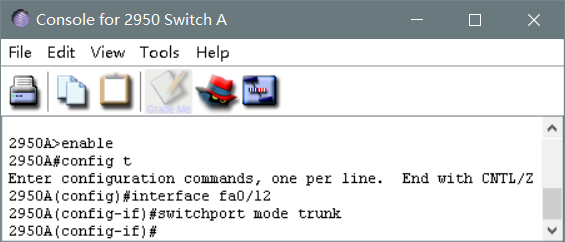 Console for 2950 Switch A
File Edit View Tools Help
Grade Me
2950A>enable
2950A#config t
Enter configuration commands, one per line.  End with CNTL/Z
2950A(config)#interface fa0/12
2950A(config-if)#switchport mode trunk
2950A(config-if)#